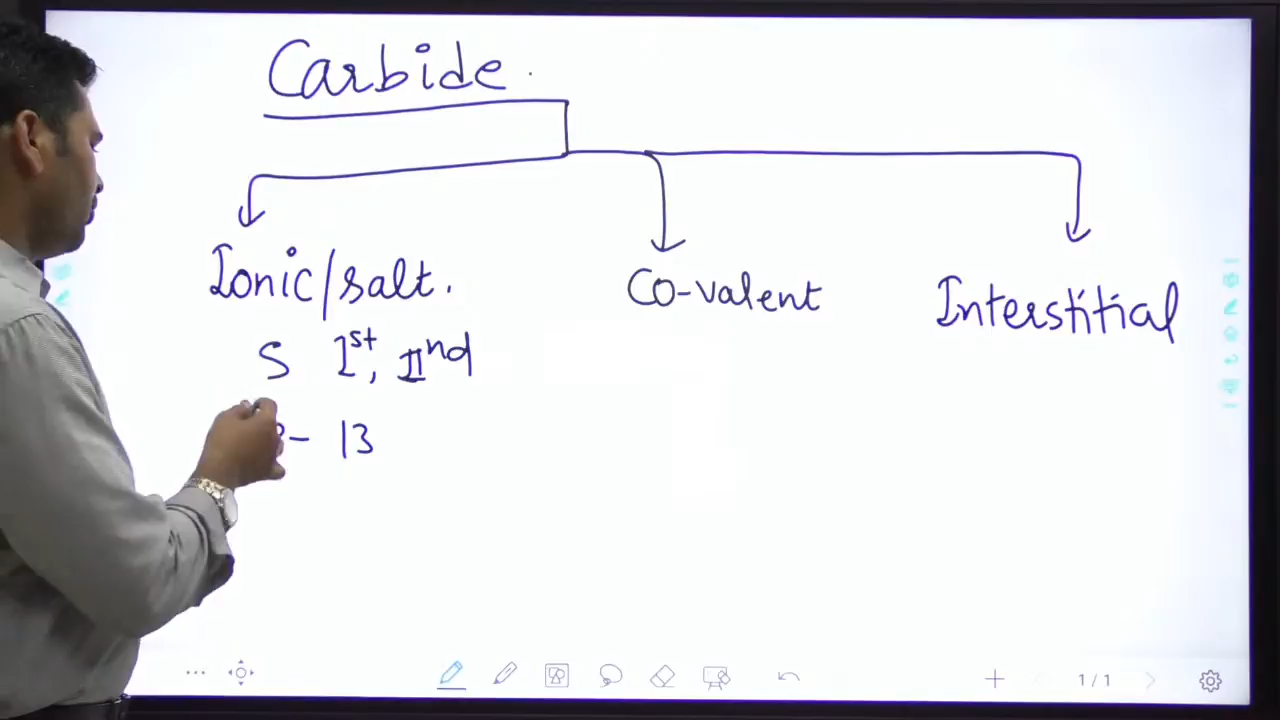 Carbide.
Ionic/salt.
Co-valent
Interstitial
S Ist, IInd
- 13
1/1